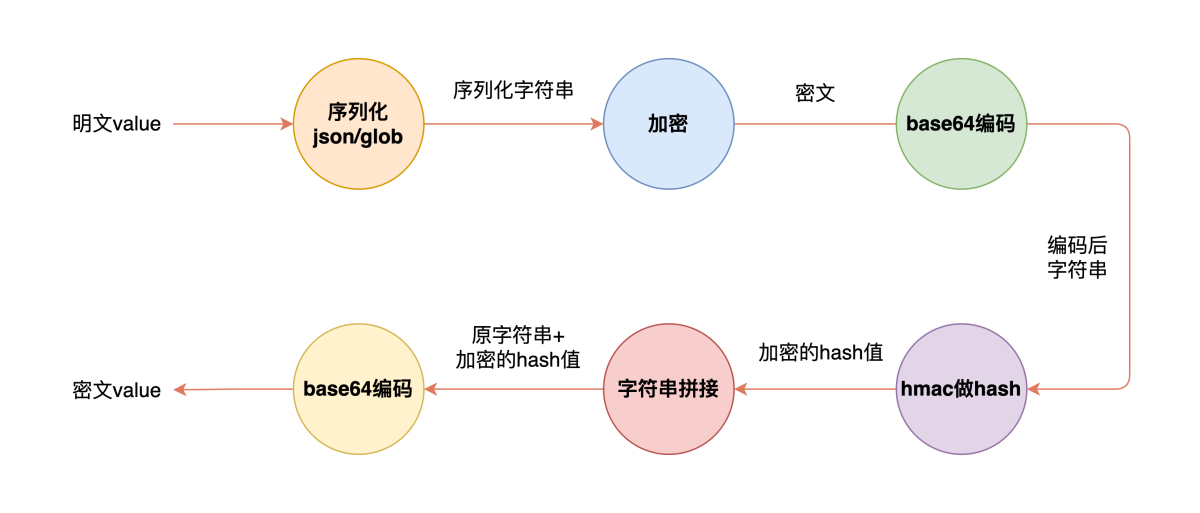 明文value
序列化
json/glob
序列化字符串
加密
密文
base64编码
编码后
字符串
hmac做hash
加密的hash值
字符串拼接
原字符串+
加密的hash值
base64编码
密文value